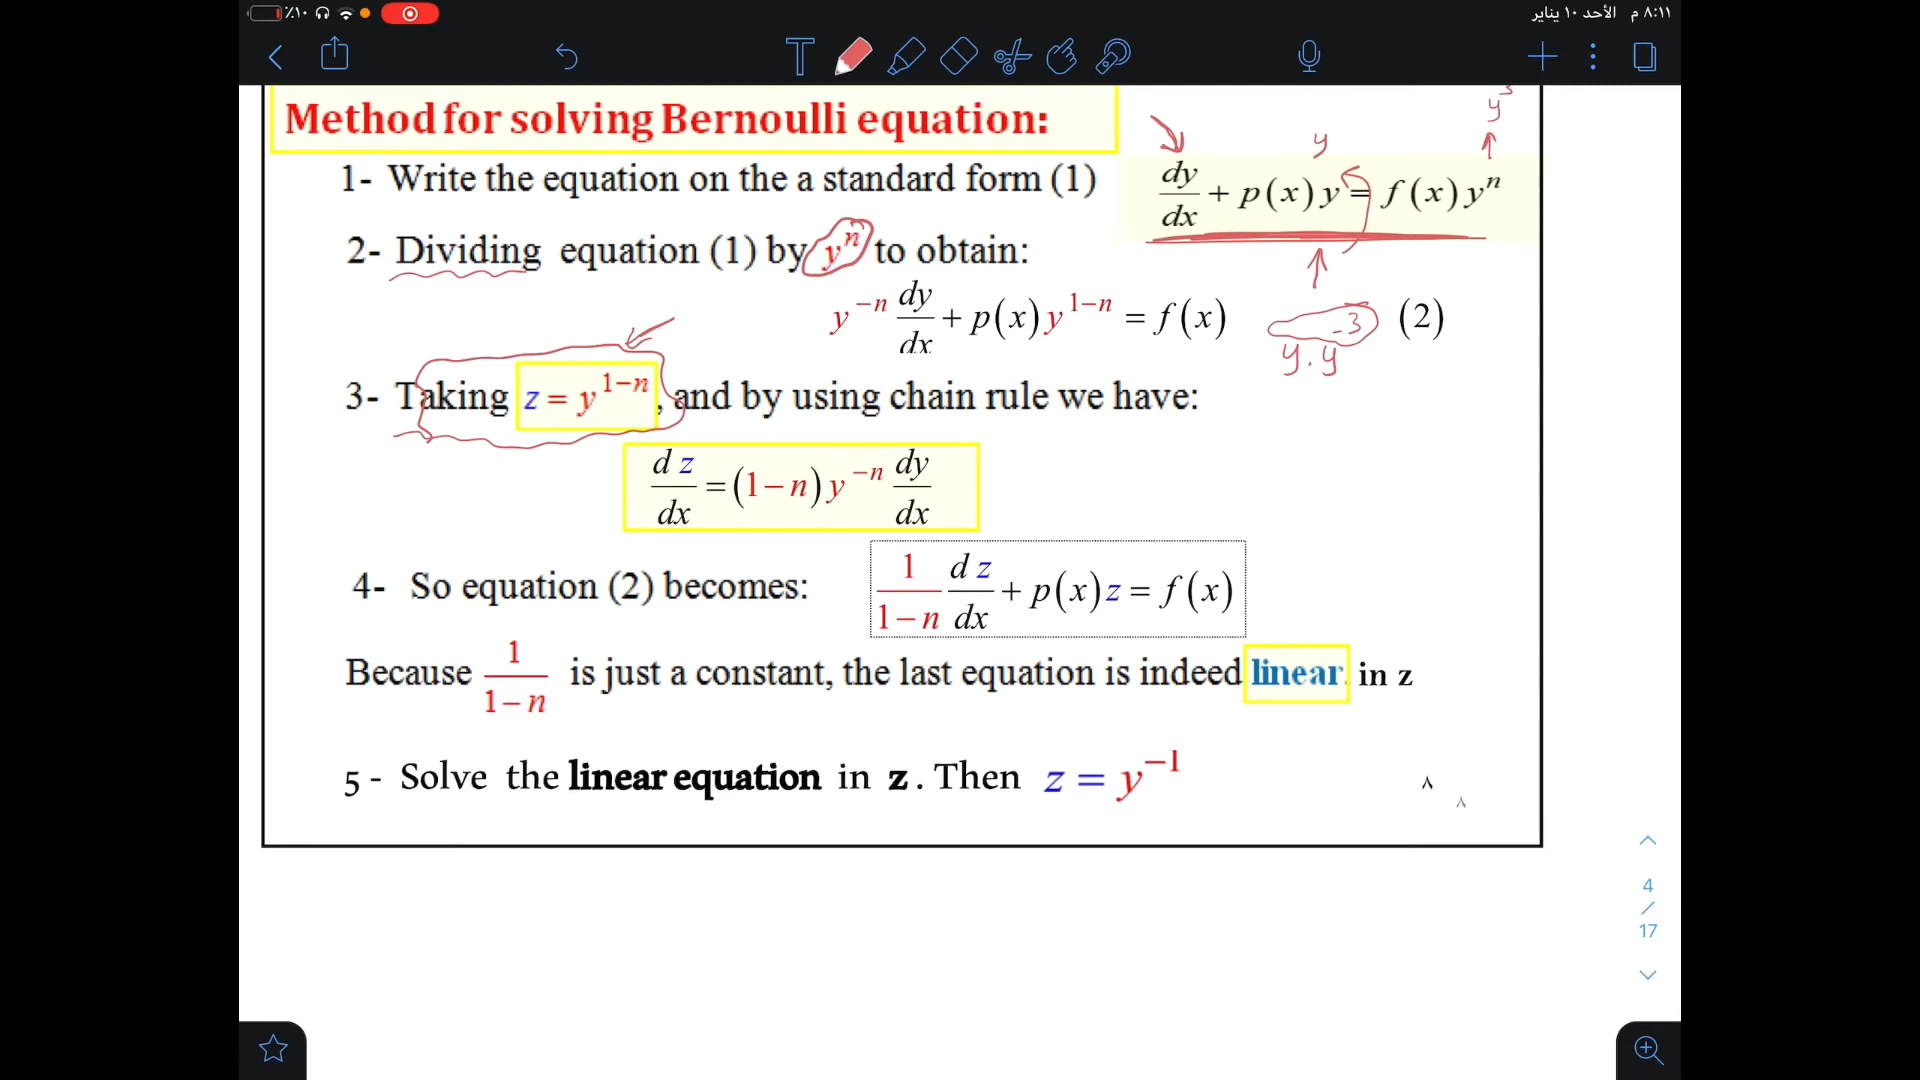 ٪١٠
٨:١١ م الأحد ١٠ يناير
Method for solving Bernoulli equation:
1- Write the equation on the a standard form (1)
dy/dx + p(x)y = f(x)yⁿ
y
y³
2- Dividing equation (1) by yⁿ to obtain:
y⁻ⁿ dy/dx + p(x)y¹⁻ⁿ = f(x) (2)
y . y⁻³
3- Taking z = y¹⁻ⁿ, and by using chain rule we have:
dz/dx = (1-n)y⁻ⁿ dy/dx
4- So equation (2) becomes: 1/(1-n) dz/dx + p(x)z = f(x)
Because 1/(1-n) is just a constant, the last equation is indeed linear in z
5 - Solve the linear equation in z. Then z = y⁻¹
٨
٨
4
/
17